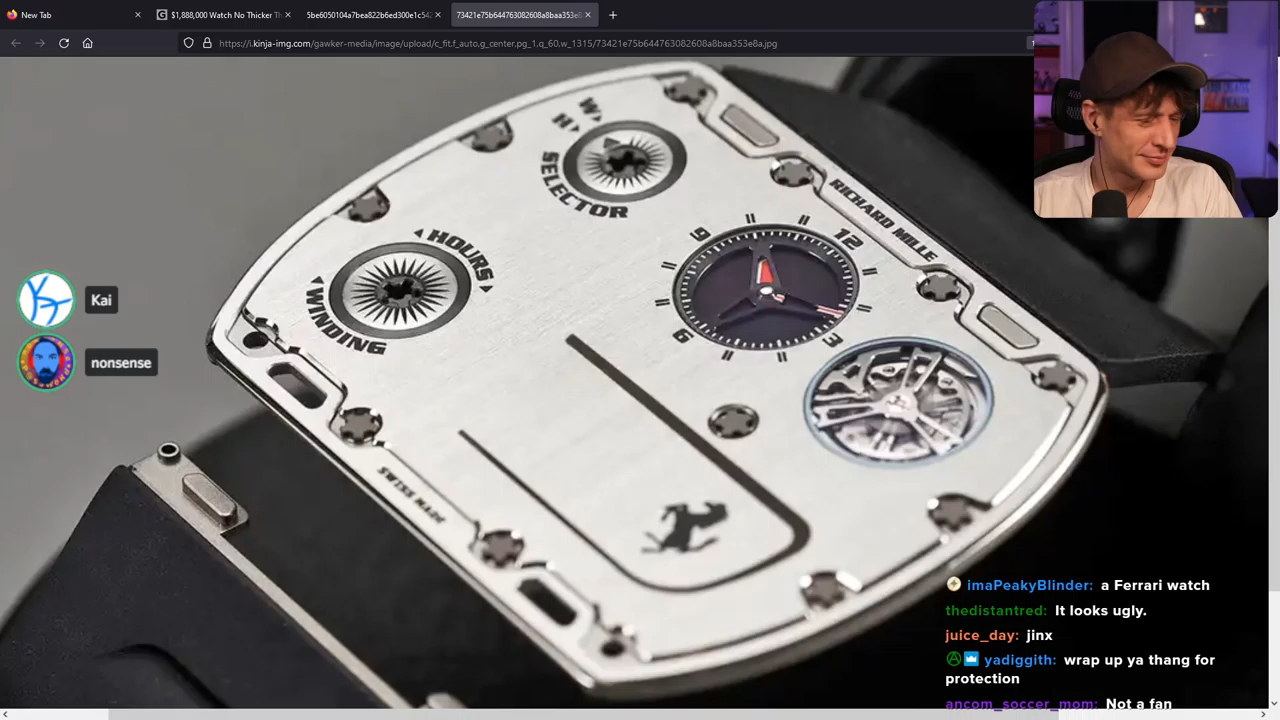 New Tab
$1,888,000 Watch No Thicker Th
5be6050104a7bea822b6ed300e1c542
73421e75b644763082608a8baa353e8
https://i.kinja-img.com/gawker-media/image/upload/c_fit,f_auto,g_center,pg_1,q_60,w_1315/73421e75b644763082608a8baa353e8a.jpg
W
H
SELECTOR
HOURS
WINDING
RICHARD MILLE
12
9
6
3
SWISS MADE
Kai
nonsense
imaPeakyBlinder: a Ferrari watch
thedistantred: It looks ugly.
juice_day: jinx
yadiggith: wrap up ya thang for
protection
ancom_soccer_mom: Not a fan